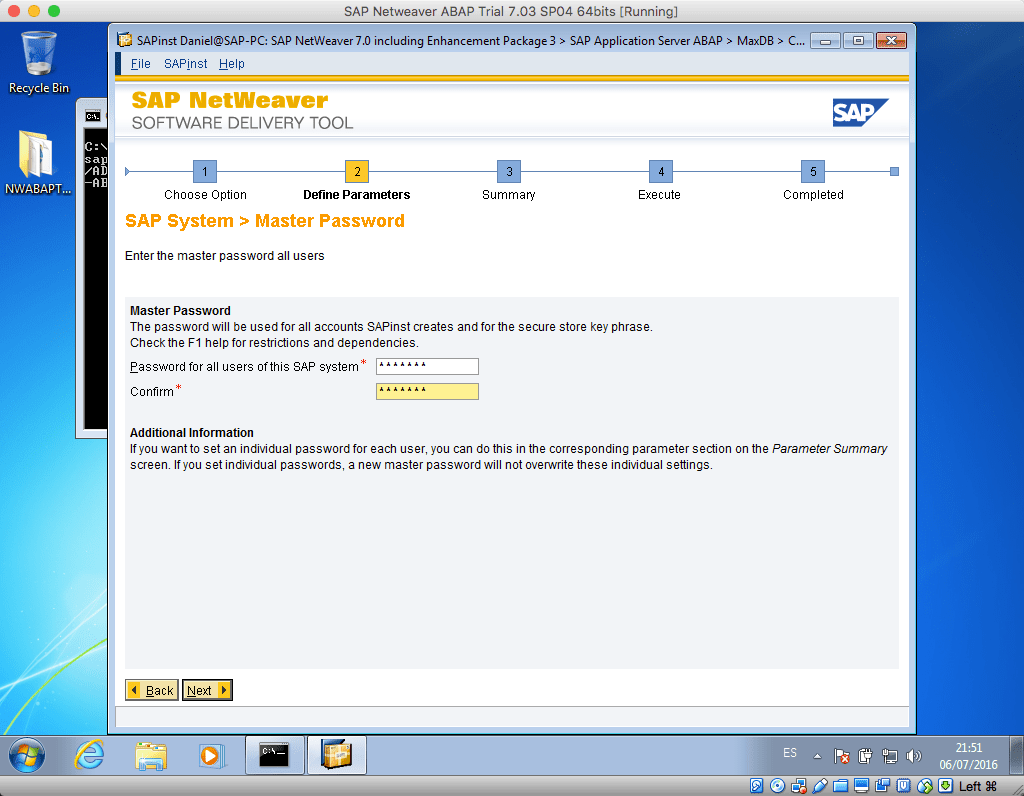 SAP Netweaver ABAP Trial 7.03 SP04 64bits [Running]
Recycle Bin
NWABAPT...
C:\
sap
/AD
-AB
SAPinst Daniel@SAP-PC: SAP NetWeaver 7.0 including Enhancement Package 3 > SAP Application Server ABAP > MaxDB > C...
File SAPinst Help
SAP NetWeaver
SOFTWARE DELIVERY TOOL
SAP
1 2 3 4 5
Choose Option Define Parameters Summary Execute Completed
SAP System > Master Password
Enter the master password all users
Master Password
The password will be used for all accounts SAPinst creates and for the secure store key phrase.
Check the F1 help for restrictions and dependencies.
Password for all users of this SAP system * *******
Confirm * *******
Additional Information
If you want to set an individual password for each user, you can do this in the corresponding parameter section on the Parameter Summary
screen. If you set individual passwords, a new master password will not overwrite these individual settings.
Back Next
C:\_
ES
21:51
06/07/2016
Left ⌘